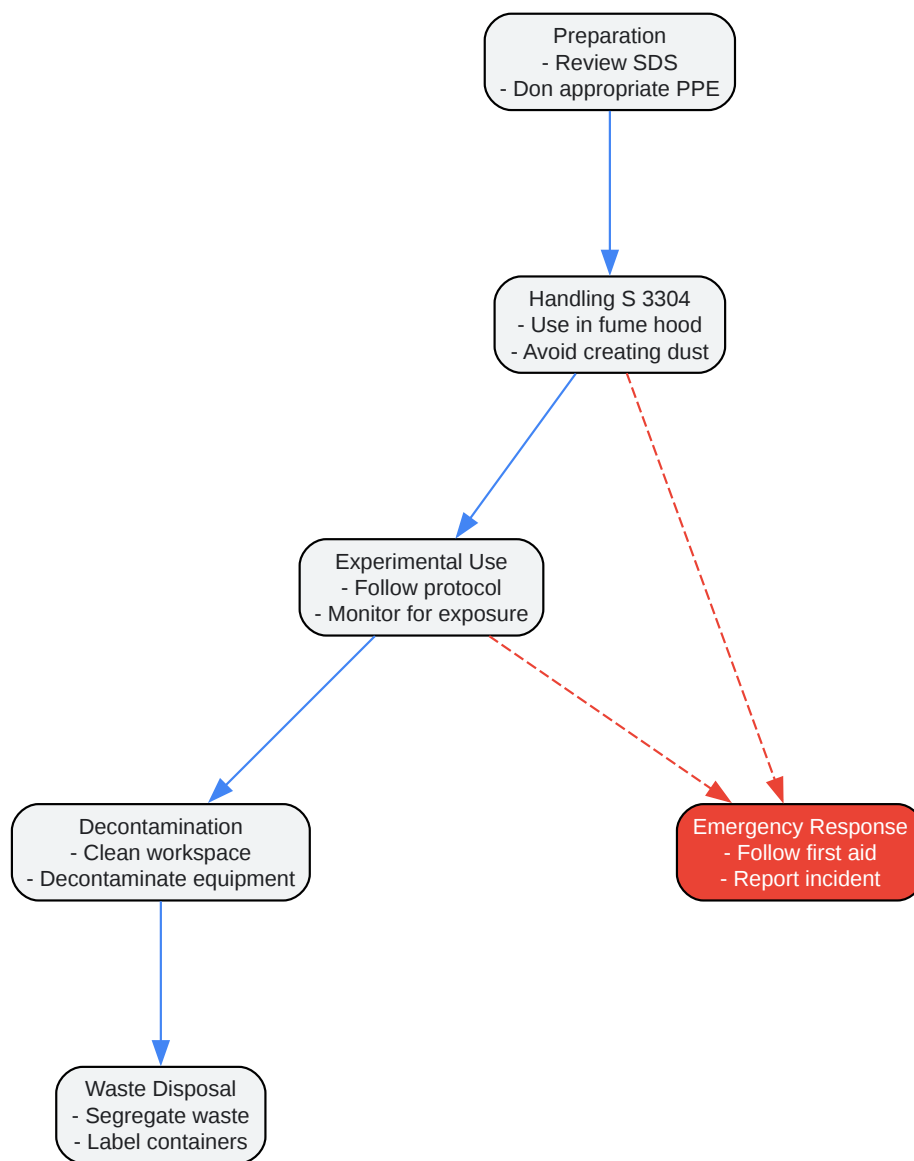 Preparation
- Review SDS
- Don appropriate PPE
Handling S 3304
- Use in fume hood
- Avoid creating dust
Experimental Use
- Follow protocol
- Monitor for exposure
Decontamination
- Clean workspace
- Decontaminate equipment
Emergency Response
- Follow first aid
- Report incident
Waste Disposal
- Segregate waste
- Label containers